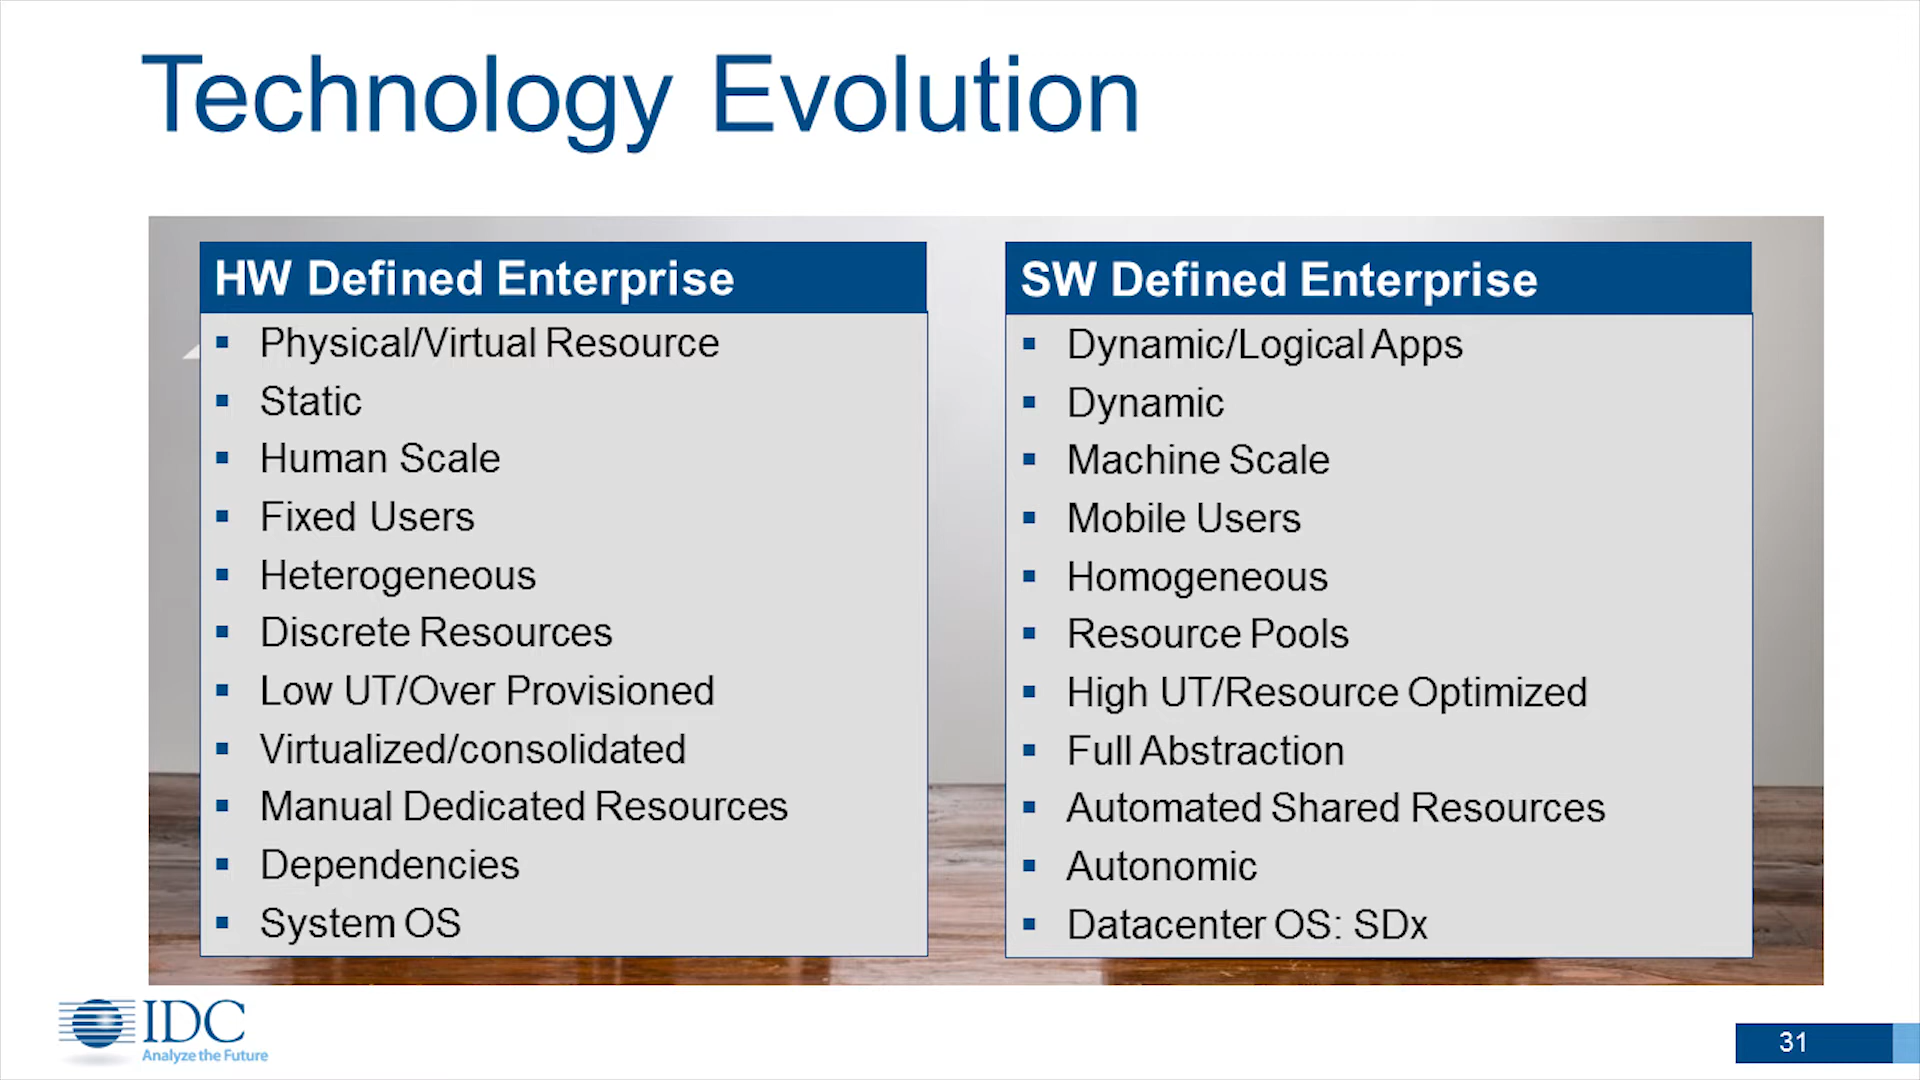 Technology Evolution
HW Defined Enterprise
Physical/Virtual Resource
Static
Human Scale
Fixed Users
Heterogeneous
Discrete Resources
Low UT/Over Provisioned
Virtualized/consolidated
Manual Dedicated Resources
Dependencies
System OS
SW Defined Enterprise
Dynamic/Logical Apps
Dynamic
Machine Scale
Mobile Users
Homogeneous
Resource Pools
High UT/Resource Optimized
Full Abstraction
Automated Shared Resources
Autonomic
Datacenter OS: SDx
IDC
Analyze the Future
31